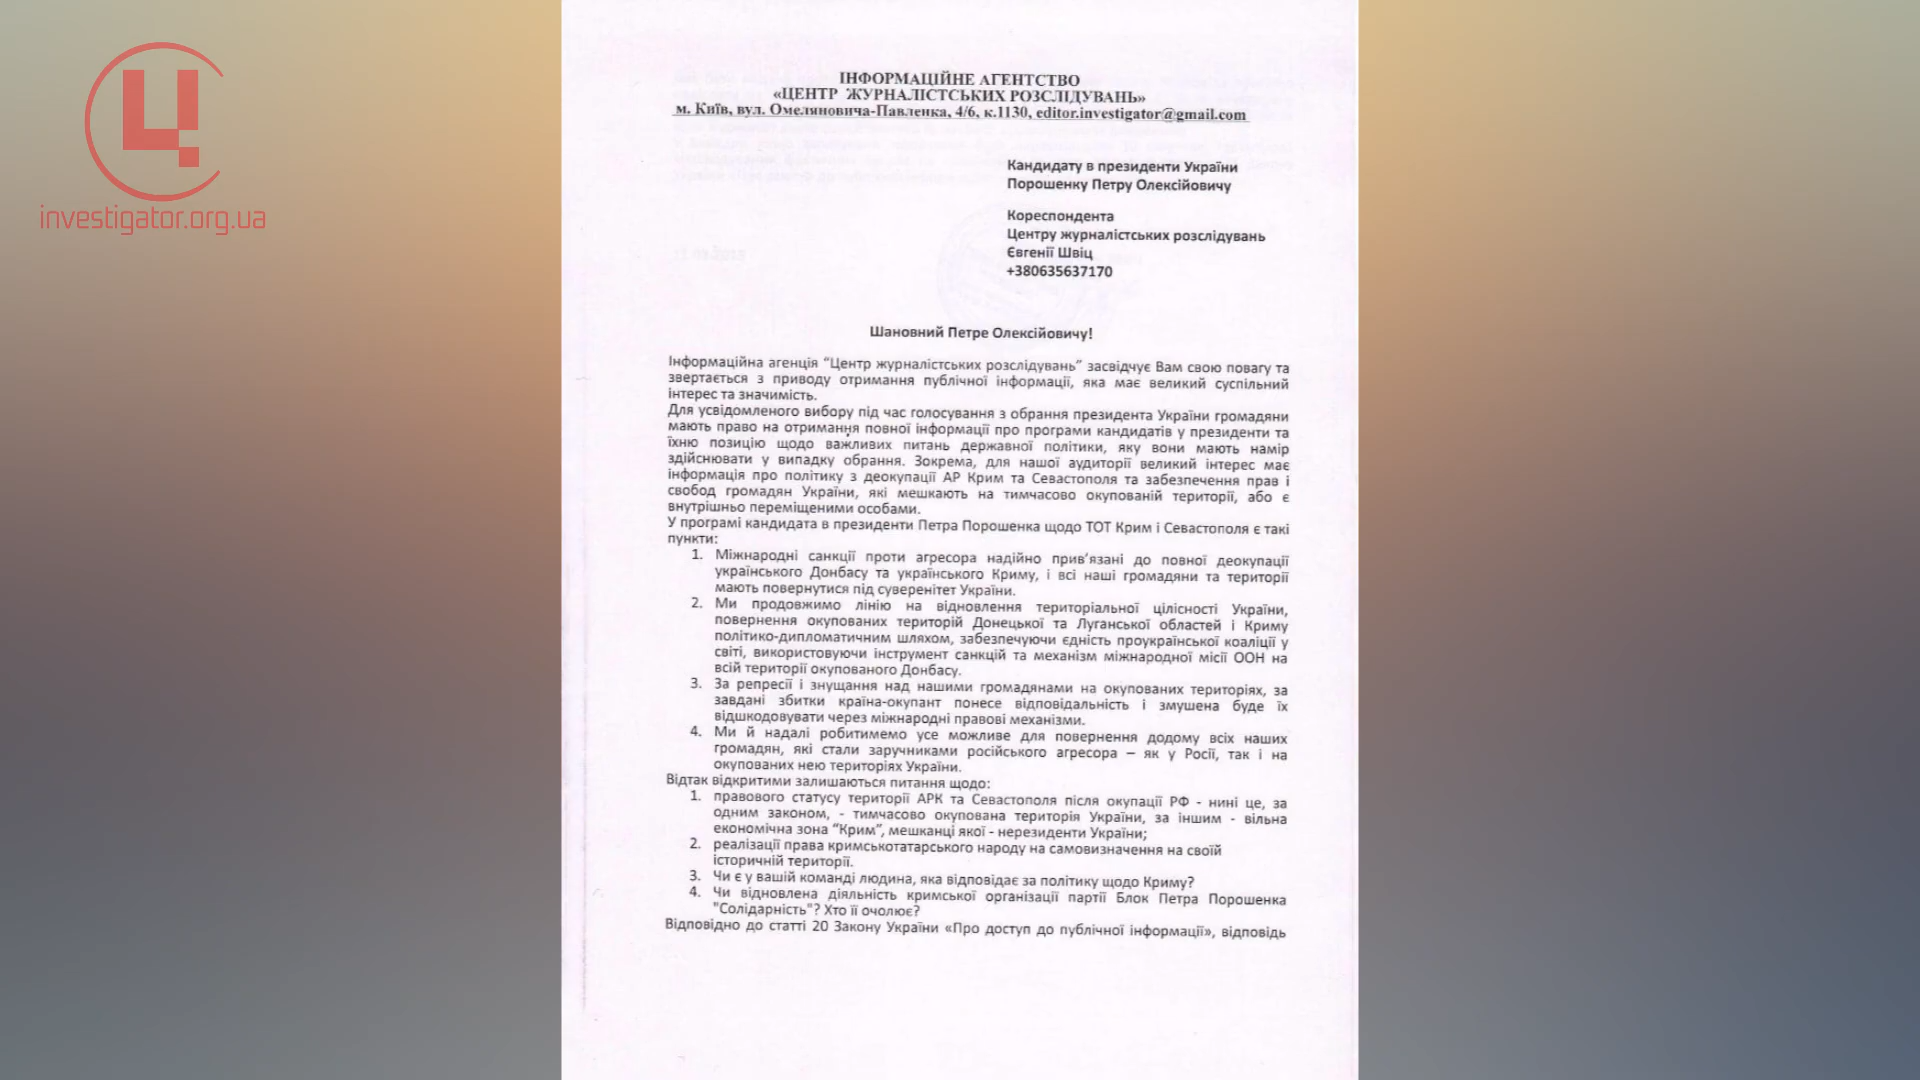 Ц
investigator.org.ua
ІНФОРМАЦІЙНЕ АГЕНТСТВО
«ЦЕНТР ЖУРНАЛІСТСЬКИХ РОЗСЛІДУВАНЬ»
м. Київ, вул. Омеляновича-Павленка, 4/6, к.1130, editor.investigator@gmail.com
Кандидату в президенти України
Порошенку Петру Олексійовичу
Кореспондента
Центру журналістських розслідувань
Євгенії Швіц
+380635637170
Шановний Петре Олексійовичу!
Інформаційна агенція “Центр журналістських розслідувань” засвідчує Вам свою повагу та
звертається з приводу отримання публічної інформації, яка має великий суспільний
інтерес та значимість.
Для усвідомленого вибору під час голосування з обрання президента України громадяни
мають право на отримання повної інформації про програми кандидатів у президенти та
їхню позицію щодо важливих питань державної політики, яку вони мають намір
здійснювати у випадку обрання. Зокрема, для нашої аудиторії великий інтерес має
інформація про політику з деокупації АР Крим та Севастополя та забезпечення прав і
свобод громадян України, які мешкають на тимчасово окупованій території, або є
внутрішньо переміщеними особами.
У програмі кандидата в президенти Петра Порошенка щодо ТОТ Крим і Севастополя є такі
пункти:
1. Міжнародні санкції проти агресора надійно прив’язані до повної деокупації
українського Донбасу та українського Криму, і всі наші громадяни та території
мають повернутися під суверенітет України.
2. Ми продовжимо лінію на відновлення територіальної цілісності України,
повернення окупованих територій Донецької та Луганської областей і Криму
політико-дипломатичним шляхом, забезпечуючи єдність проукраїнської коаліції у
світі, використовуючи інструмент санкцій та механізм міжнародної місії ООН на
всій території окупованого Донбасу.
3. За репресії і знущання над нашими громадянами на окупованих територіях, за
завдані збитки країна-окупант понесе відповідальність і змушена буде їх
відшкодовувати через міжнародні правові механізми.
4. Ми й надалі робитимемо усе можливе для повернення додому всіх наших
громадян, які стали заручниками російського агресора – як у Росії, так і на
окупованих нею територіях України.
Відтак відкритими залишаються питання щодо:
1. правового статусу території АРК та Севастополя після окупації РФ - нині це, за
одним законом, - тимчасово окупована територія України, за іншим - вільна
економічна зона “Крим”, мешканці якої - нерезиденти України;
2. реалізації права кримськотатарського народу на самовизначення на своїй
історичній території.
3. Чи є у вашій команді людина, яка відповідає за політику щодо Криму?
4. Чи відновлена діяльність кримської організації партії Блок Петра Порошенка
"Солідарність"? Хто її очолює?
Відповідно до статті 20 Закону України «Про доступ до публічної інформації», відповідь